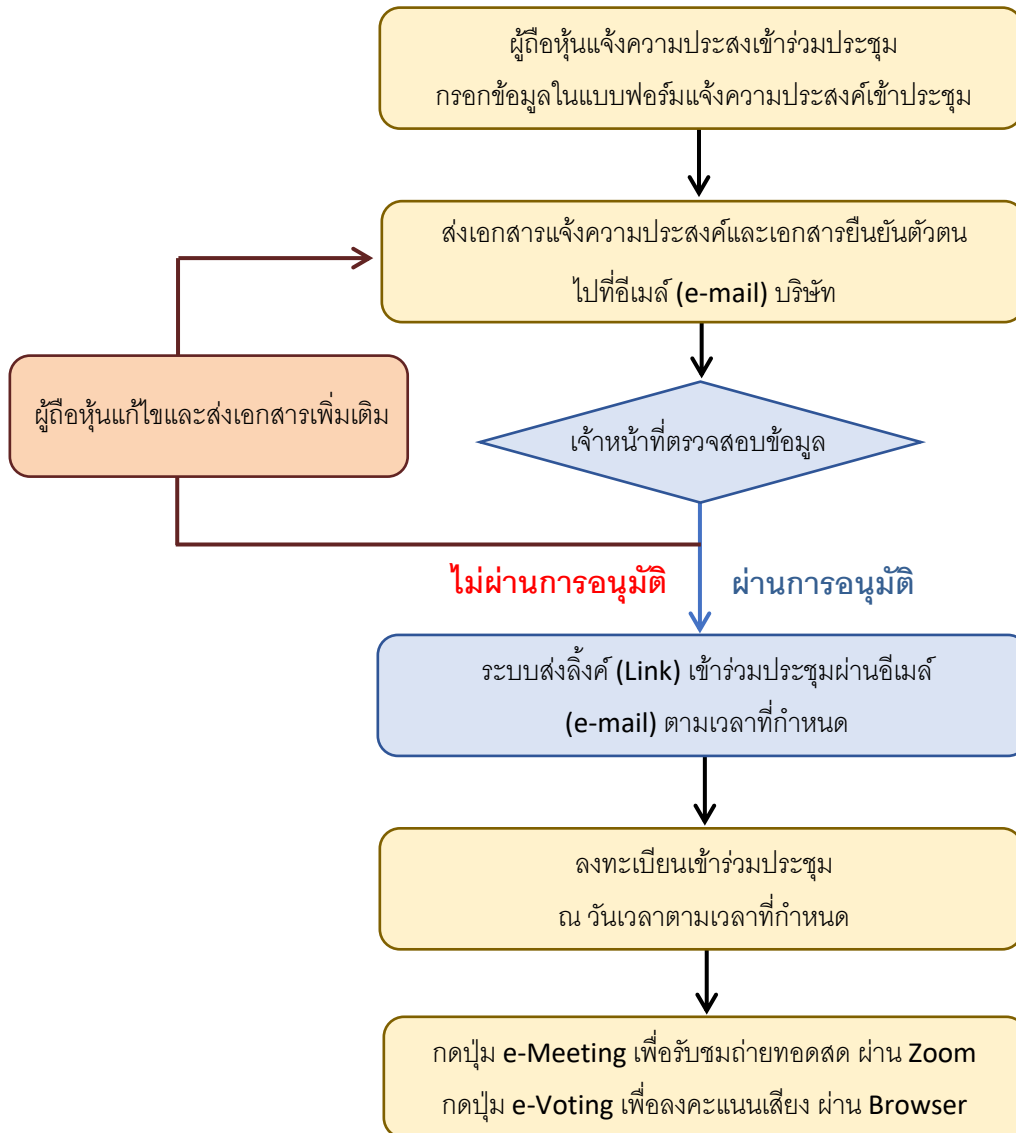 ผู้ถือหุ้นแจ้งความประสงเข้าร่วมประชุม
กรอกข้อมูลในแบบฟอร์มแจ้งความประสงค์เข้าประชุม
ส่งเอกสารแจ้งความประสงค์และเอกสารยืนยันตัวตน
ไปที่อีเมล์ (e-mail) บริษัท
ผู้ถือหุ้นแก้ไขและส่งเอกสารเพิ่มเติม
เจ้าหน้าที่ตรวจสอบข้อมูล
ไม่ผ่านการอนุมัติ ผ่านการอนุมัติ
ระบบส่งลิ้งค์ (Link) เข้าร่วมประชุมผ่านอีเมล์
(e-mail) ตามเวลาที่กำหนด
ลงทะเบียนเข้าร่วมประชุม
ณ วันเวลาตามเวลาที่กำหนด
กดปุ่ม e-Meeting เพื่อรับชมถ่ายทอดสด ผ่าน Zoom
กดปุ่ม e-Voting เพื่อลงคะแนนเสียง ผ่าน Browser